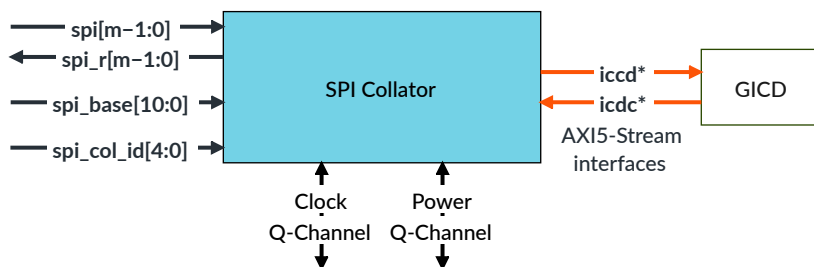 spi[m−1:0]
spi_r[m−1:0]
spi_base[10:0]
spi_col_id[4:0]
SPI Collator
iccd*
icdc*
AXI5-Stream
interfaces
GICD
Clock
Q-Channel
Power
Q-Channel